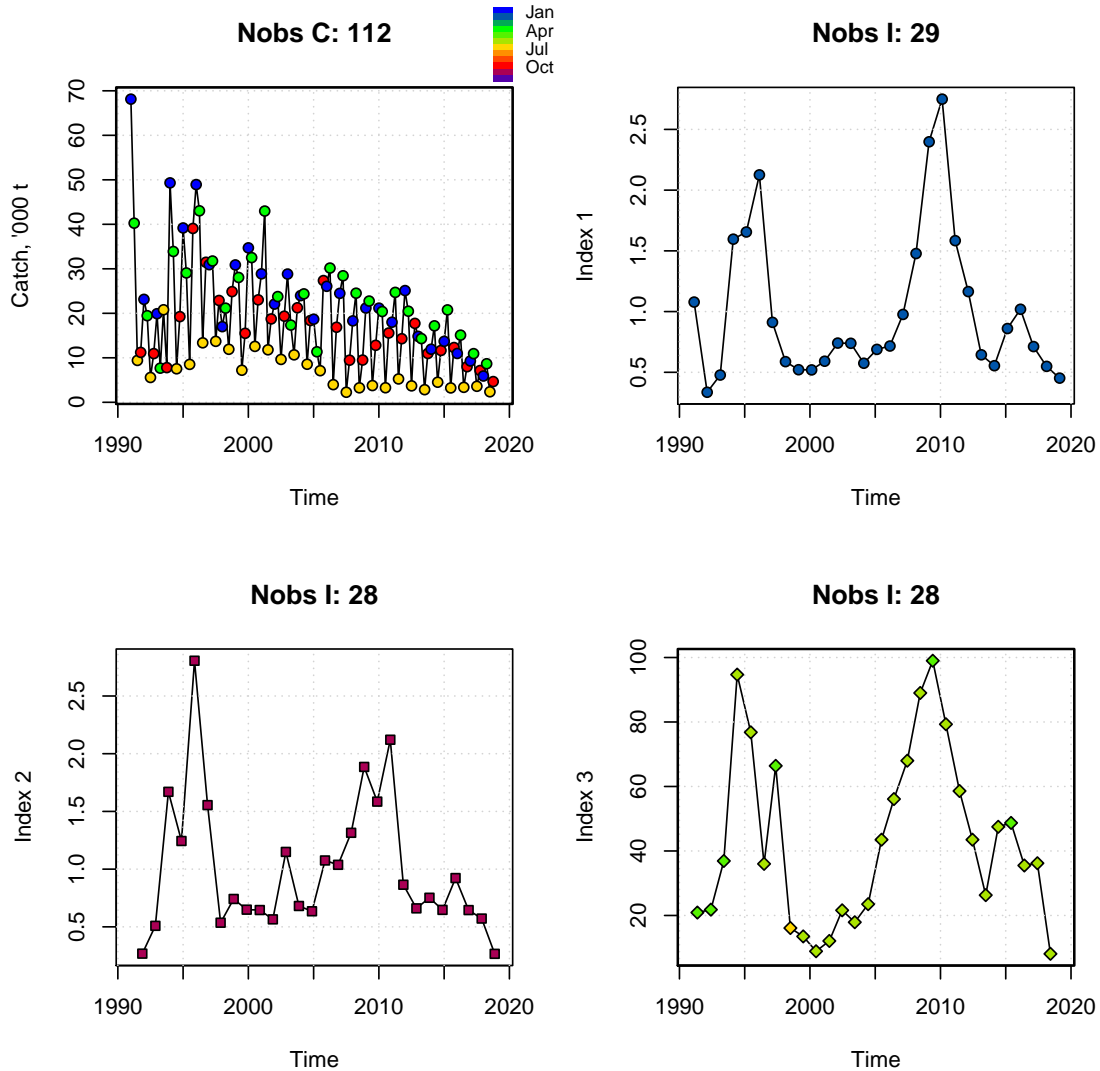 Nobs C: 112
Jan
Apr
Jul
Oct
Catch, '000 t
70
60
50
40
30
20
10
0
1990
2000
2010
2020
Time
Nobs I: 29
Index 1
2.5
2.0
1.5
1.0
0.5
1990
2000
2010
2020
Time
Nobs I: 28
Index 2
2.5
2.0
1.5
1.0
0.5
1990
2000
2010
2020
Time
Nobs I: 28
Index 3
100
80
60
40
20
1990
2000
2010
2020
Time